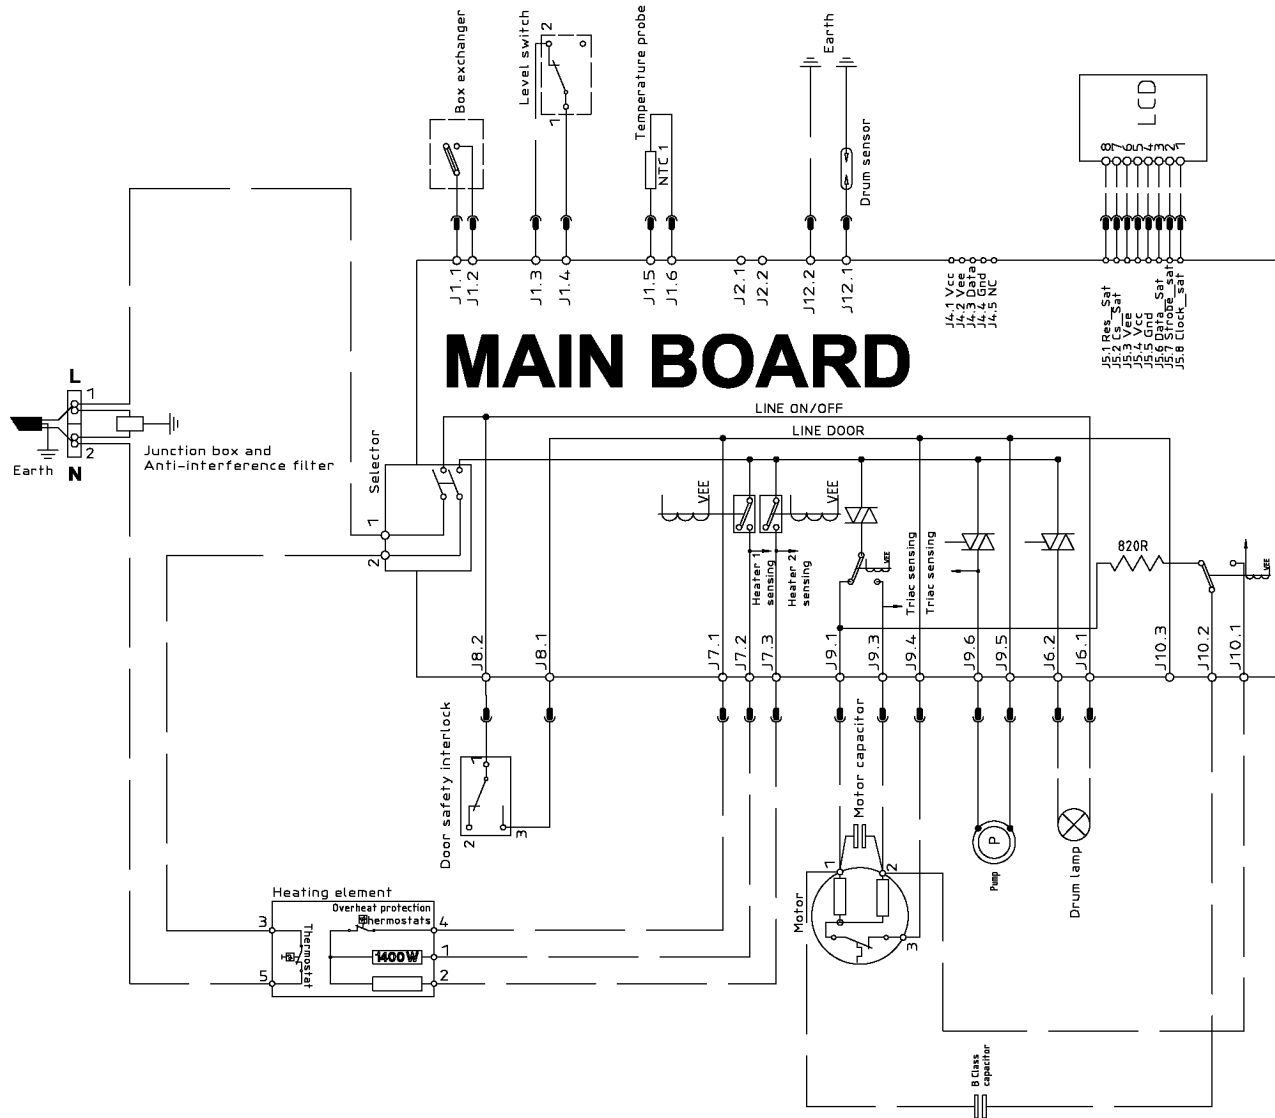 Box exchanger
Level switch
2
1
Temperature probe
NTC 1
Earth
Drum sensor
LCD
8
7
6
5
4
3
2
1
J1.1
J1.2
J1.3
J1.4
J1.5
J1.6
J2.1
J2.2
J12.2
J12.1
J4.1 Vcc
J4.2 Vee
J4.3 Data
J4.4 Gnd
J4.5 NC
J5.1 Res_Sat
J5.2 Cs_Sat
J5.3 Vee
J5.4 Vcc
J5.5 Gnd
J5.6 Data_Sat
J5.7 Strobe_sat
J5.8 Clock_sat
MAIN BOARD
L
1
2
N
Earth
Junction box and
Anti-interference filter
LINE ON/OFF
LINE DOOR
Selector
1
2
VEE
VEE
Heater 1
sensing
Heater 2
sensing
VEE
Triac sensing
Triac sensing
820R
VEE
J8.2
J8.1
J7.1
J7.2
J7.3
J9.1
J9.3
J9.4
J9.6
J9.5
J6.2
J6.1
J10.3
J10.2
J10.1
Door safety interlock
1
2
3
Motor capacitor
Motor
1
2
3
P
Pump
Drum lamp
Heating element
Overheat protection
Thermostats
Thermostat
3
5
4
1
2
1400W
B Class
capacitor